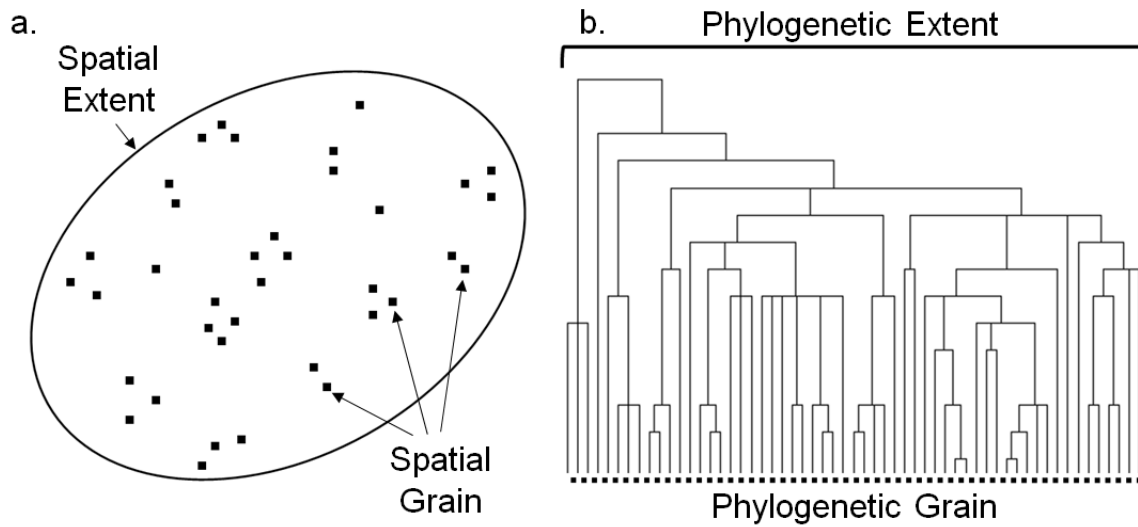 a.
Spatial
Extent
Spatial
Grain
b.
Phylogenetic Extent
Phylogenetic Grain